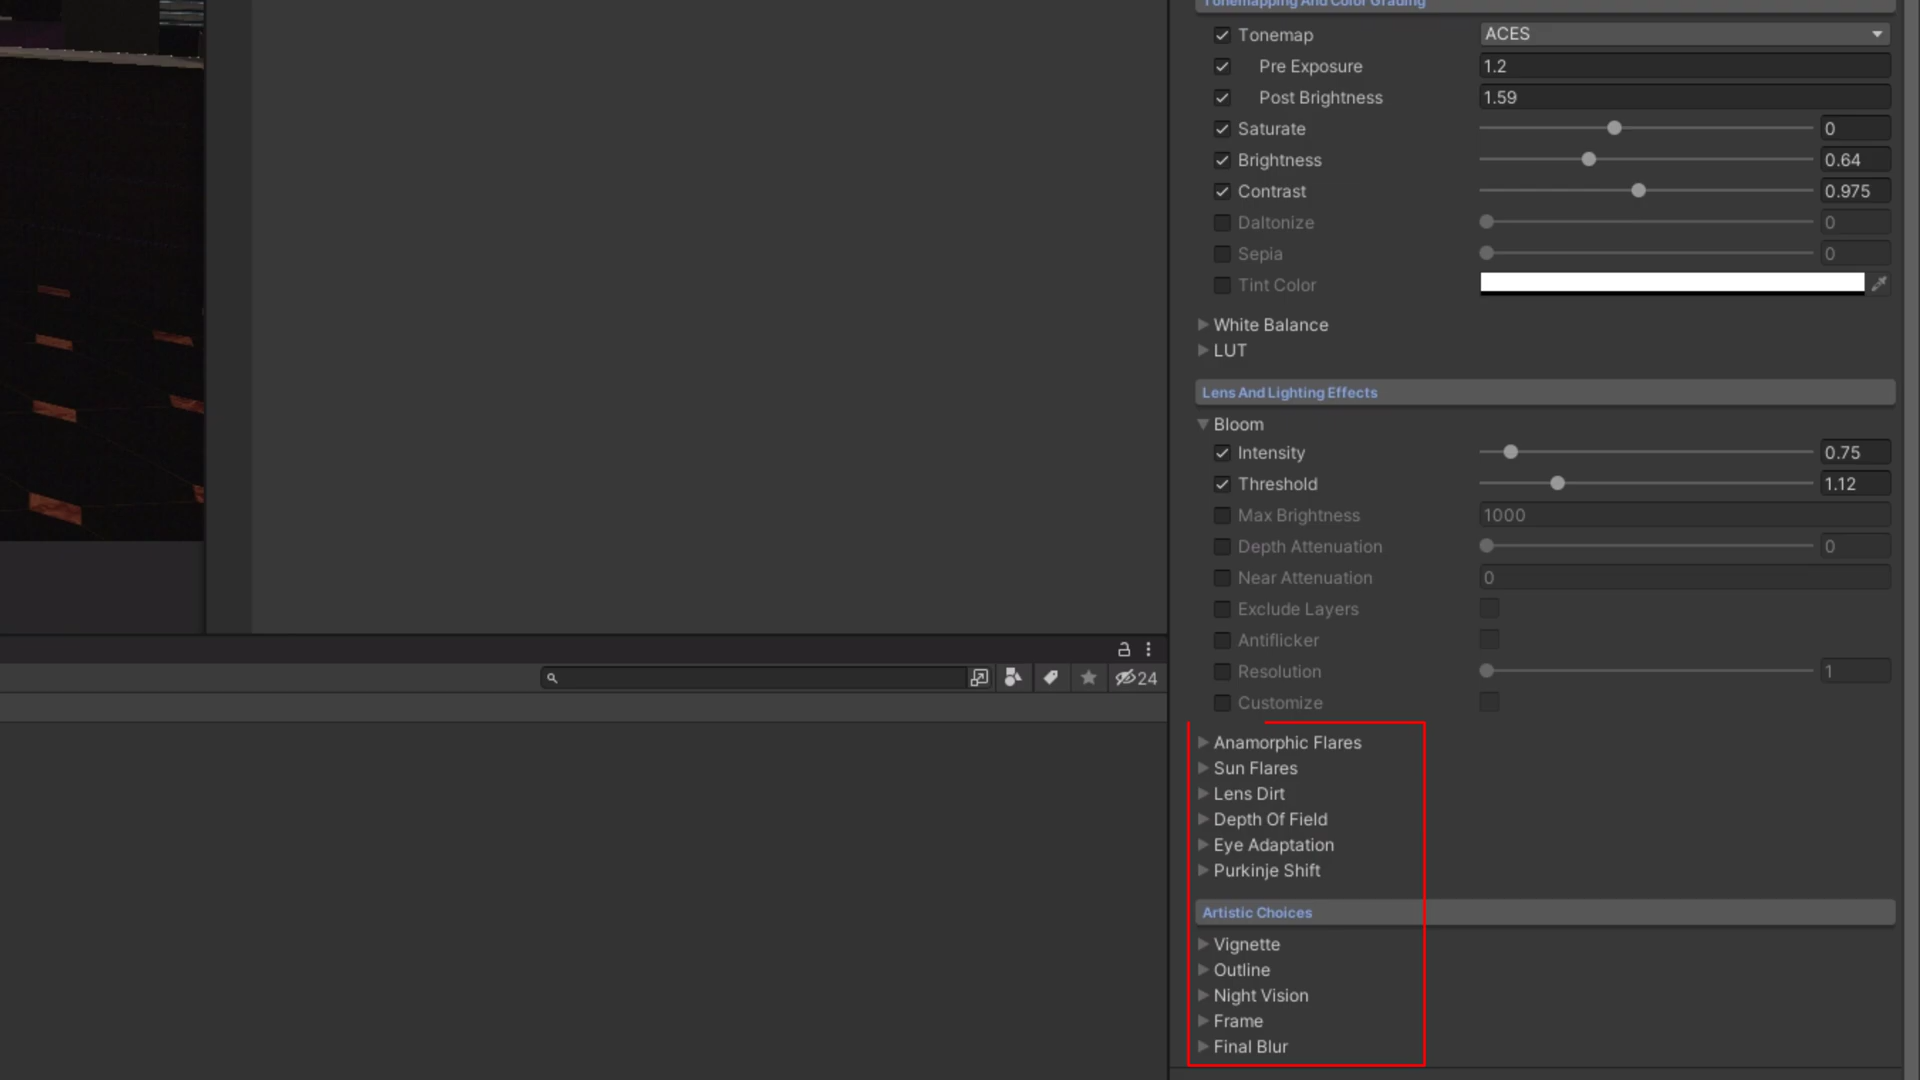 Tonemapping And Color Grading
Tonemap ACES
Pre Exposure 1.2
Post Brightness 1.59
Saturate 0
Brightness 0.64
Contrast 0.975
Daltonize 0
Sepia 0
Tint Color
White Balance
LUT
Lens And Lighting Effects
Bloom
Intensity 0.75
Threshold 1.12
Max Brightness 1000
Depth Attenuation 0
Near Attenuation 0
Exclude Layers
Antiflicker
24
Resolution 1
Customize
Anamorphic Flares
Sun Flares
Lens Dirt
Depth Of Field
Eye Adaptation
Purkinje Shift
Artistic Choices
Vignette
Outline
Night Vision
Frame
Final Blur